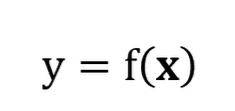 y = f(x)